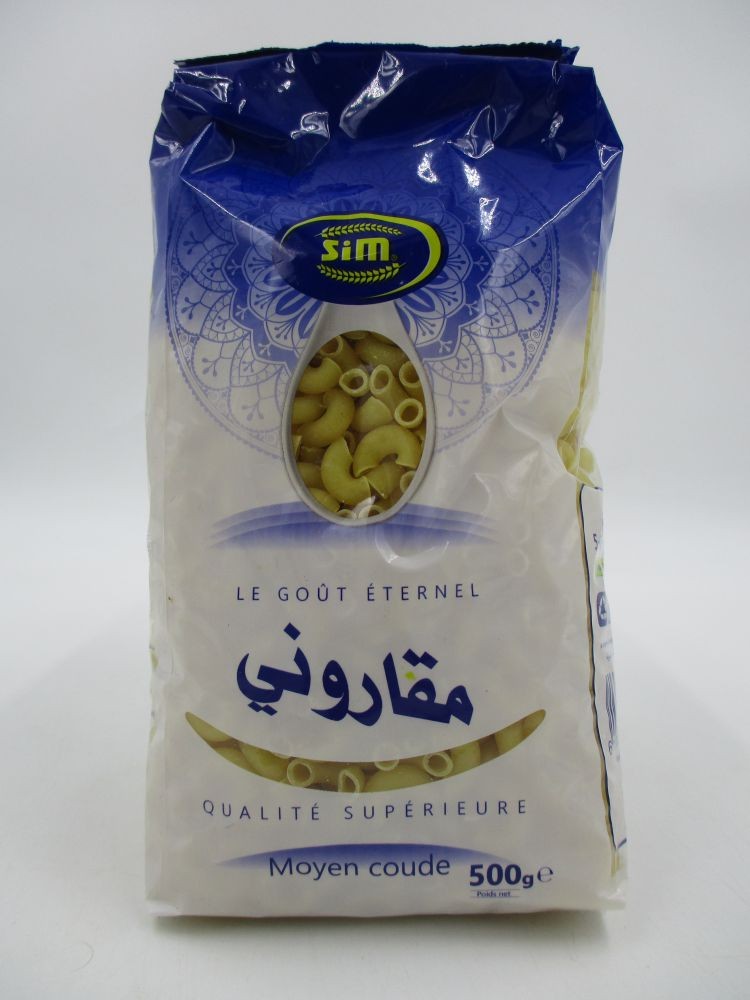 SiM®
LE GOÛT ÉTERNEL
مقاروني
QUALITÉ SUPÉRIEURE
Moyen coude
500g e
Poids net